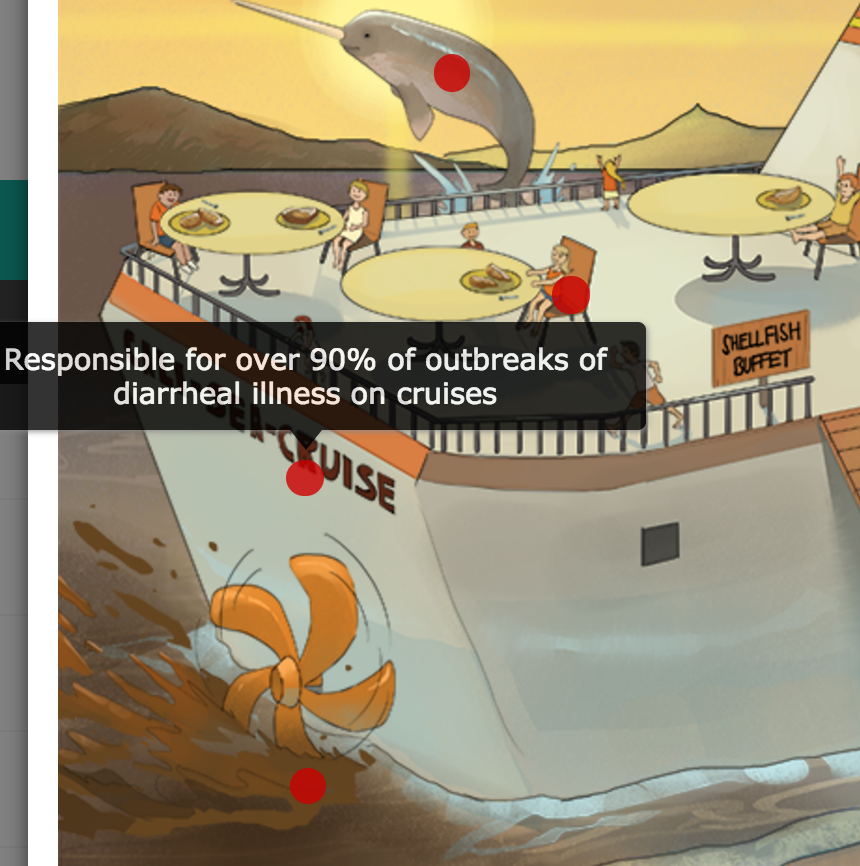 Responsible for over 90% of outbreaks of
diarrheal illness on cruises
SHELLFISH
BUFFET
CRUISE